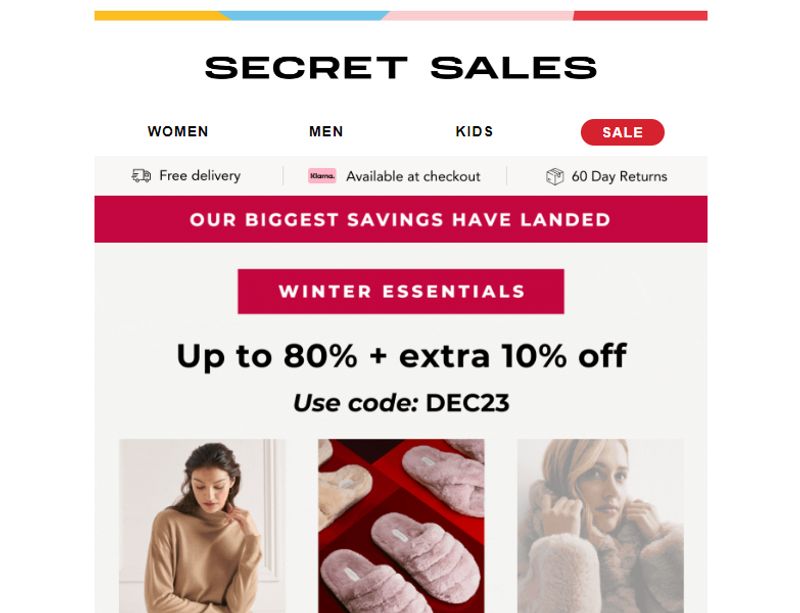 SECRET SALES
WOMEN MEN KIDS SALE
Free delivery Klarna. Available at checkout 60 Day Returns
OUR BIGGEST SAVINGS HAVE LANDED
WINTER ESSENTIALS
Up to 80% + extra 10% off
Use code: DEC23